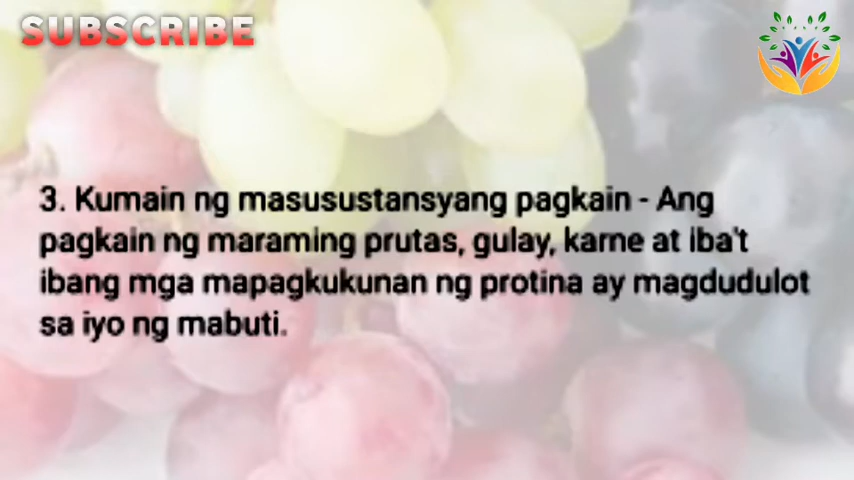 SUBSCRIBE
3. Kumain ng masusustansyang pagkain - Ang
pagkain ng maraming prutas, gulay, karne at iba't
ibang mga mapagkukunan ng protina ay magdudulot
sa iyo ng mabuti.